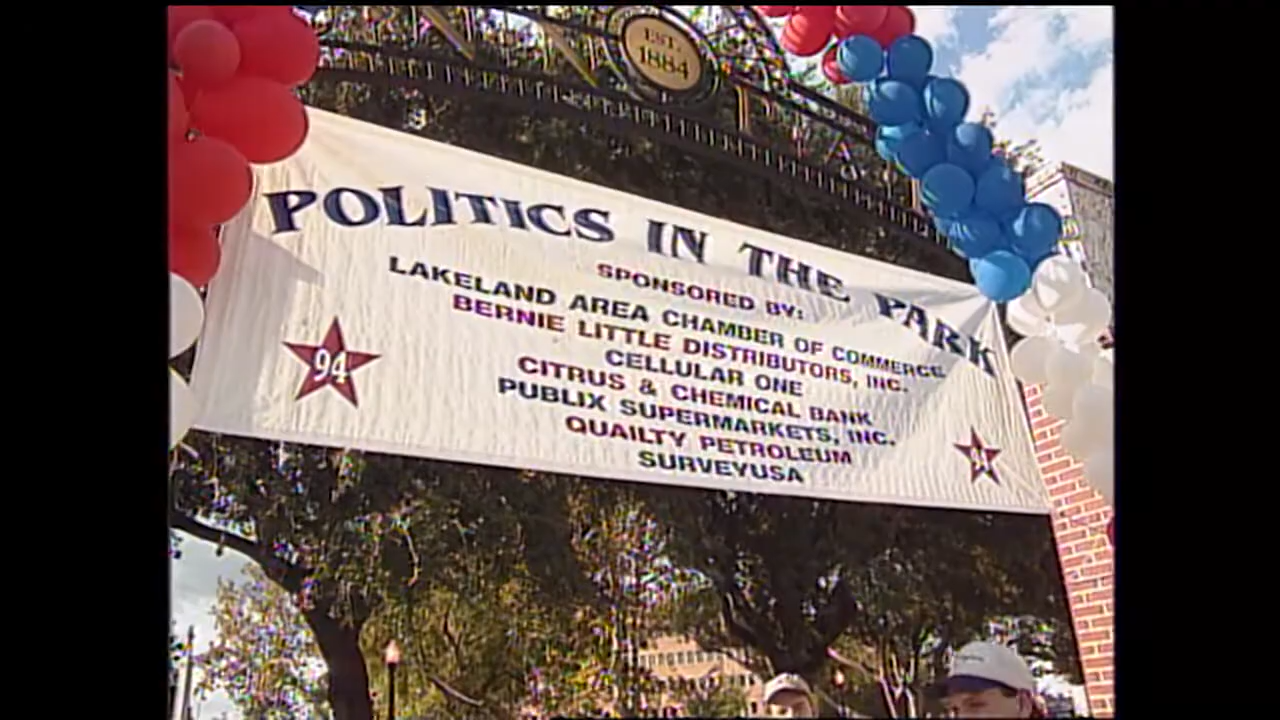 EST.
1884
POLITICS IN THE PARK
SPONSORED BY:
LAKELAND AREA CHAMBER OF COMMERCE
BERNIE LITTLE DISTRIBUTORS, INC.
CELLULAR ONE
CITRUS & CHEMICAL BANK
PUBLIX SUPERMARKETS, INC.
QUAILTY PETROLEUM
SURVEYUSA
94